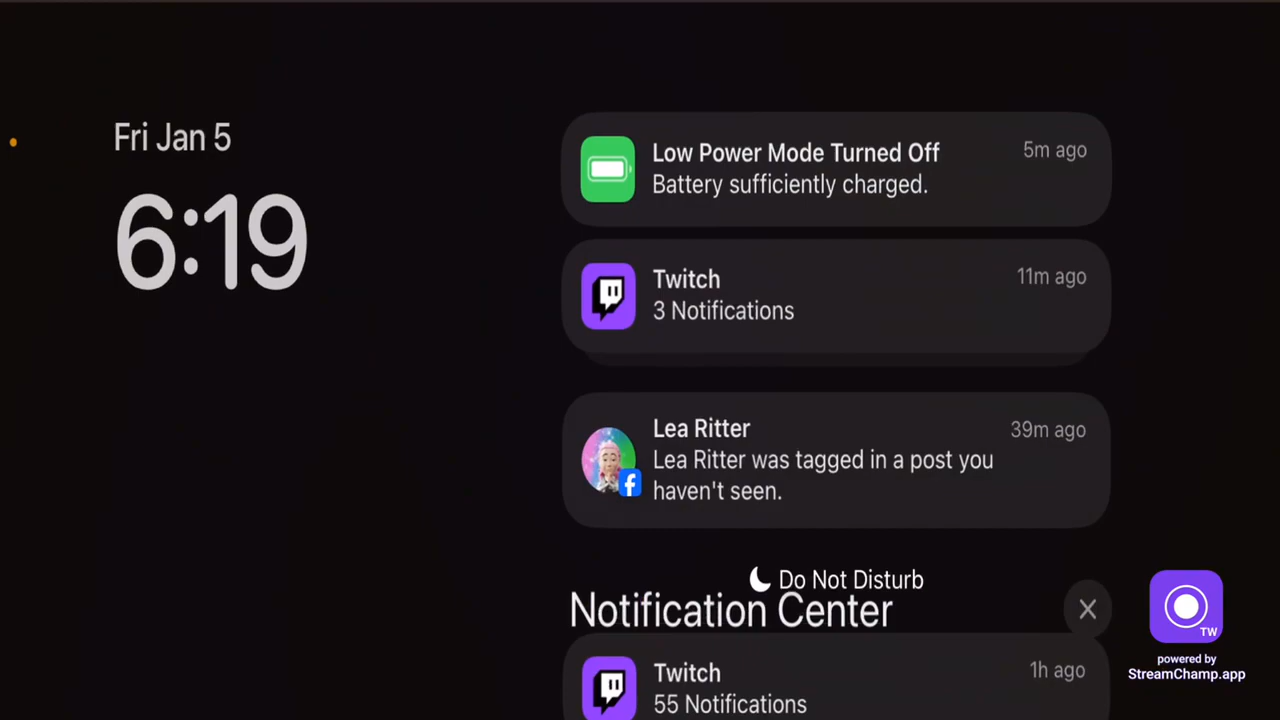 Fri Jan 5
6:19
Low Power Mode Turned Off
5m ago
Battery sufficiently charged.
Twitch
11m ago
3 Notifications
Lea Ritter
39m ago
Lea Ritter was tagged in a post you
haven't seen.
Do Not Disturb
Notification Center
Twitch
1h ago
55 Notifications
TW
powered by
StreamChamp.app